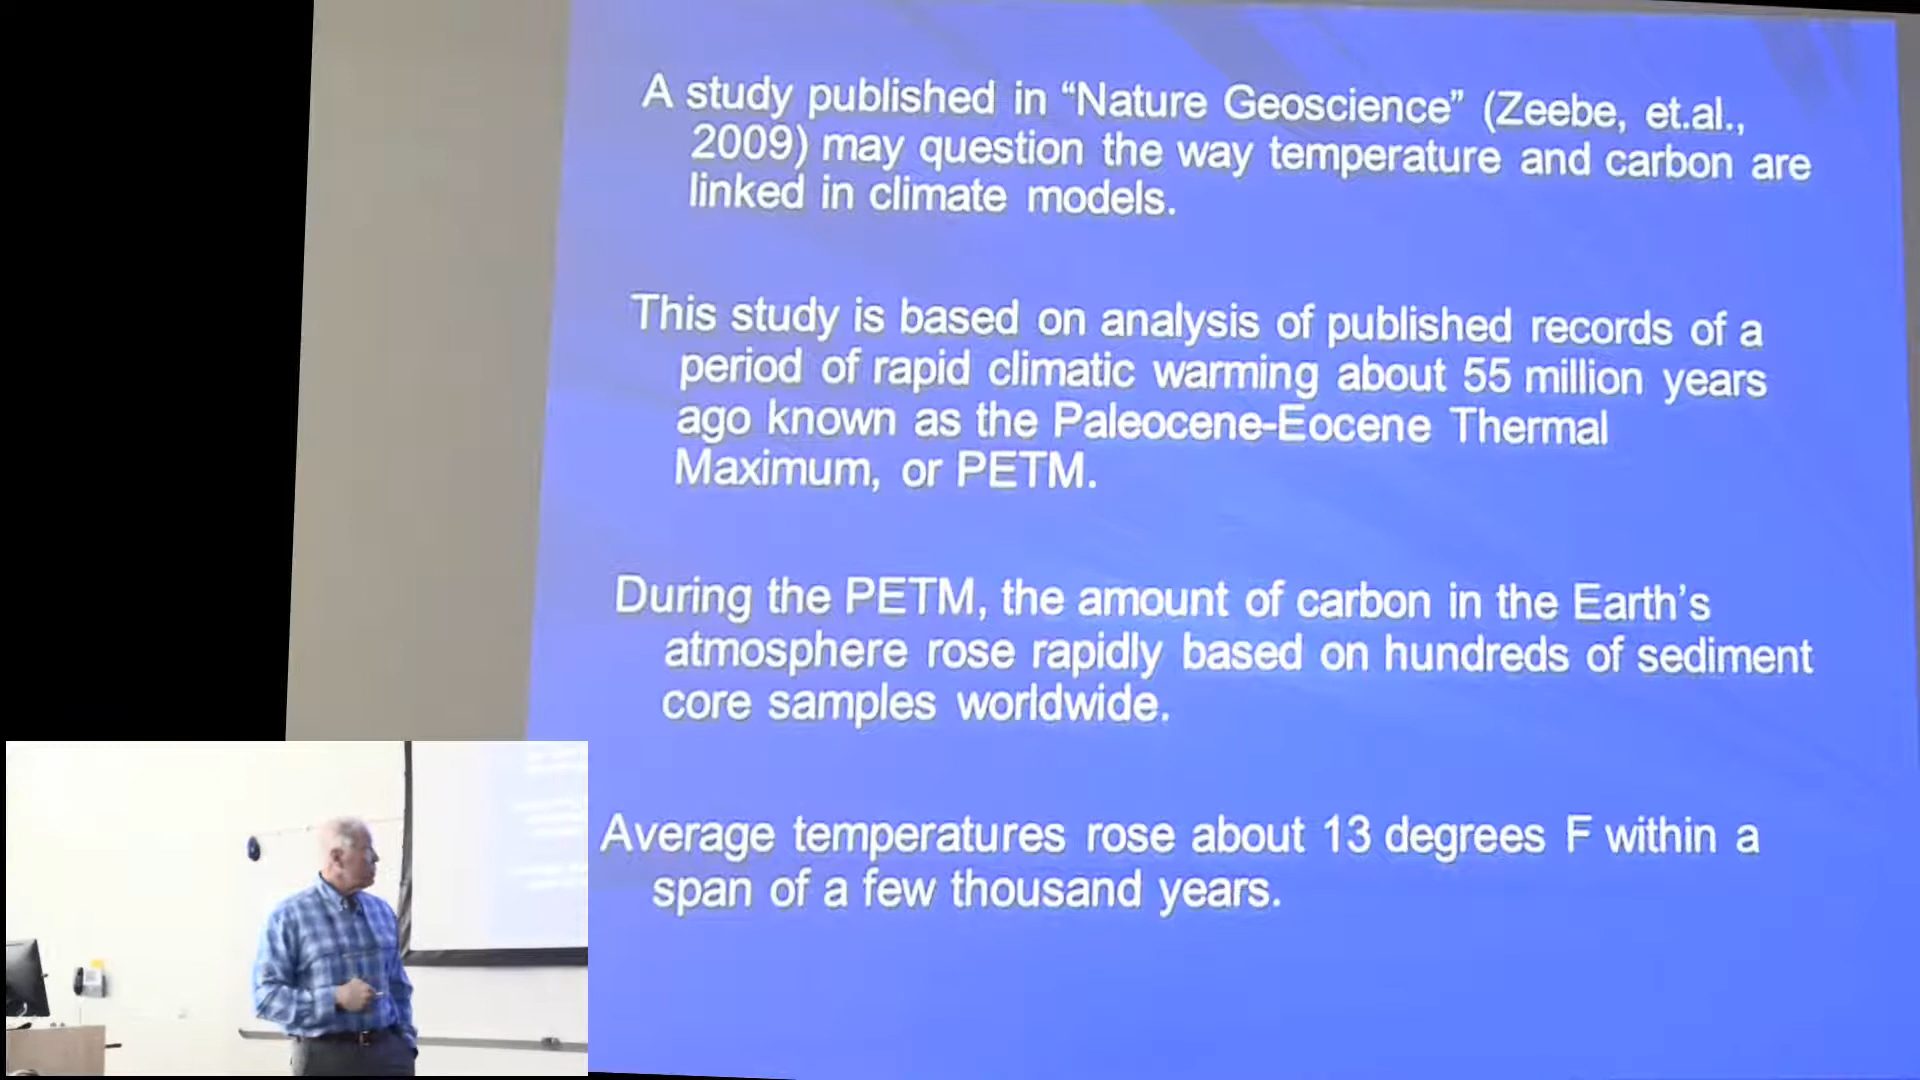 A study published in “Nature Geoscience” (Zeebe, et.al.,
2009) may question the way temperature and carbon are
linked in climate models.
This study is based on analysis of published records of a
period of rapid climatic warming about 55 million years
ago known as the Paleocene-Eocene Thermal
Maximum, or PETM.
During the PETM, the amount of carbon in the Earth’s
atmosphere rose rapidly based on hundreds of sediment
core samples worldwide.
Average temperatures rose about 13 degrees F within a
span of a few thousand years.